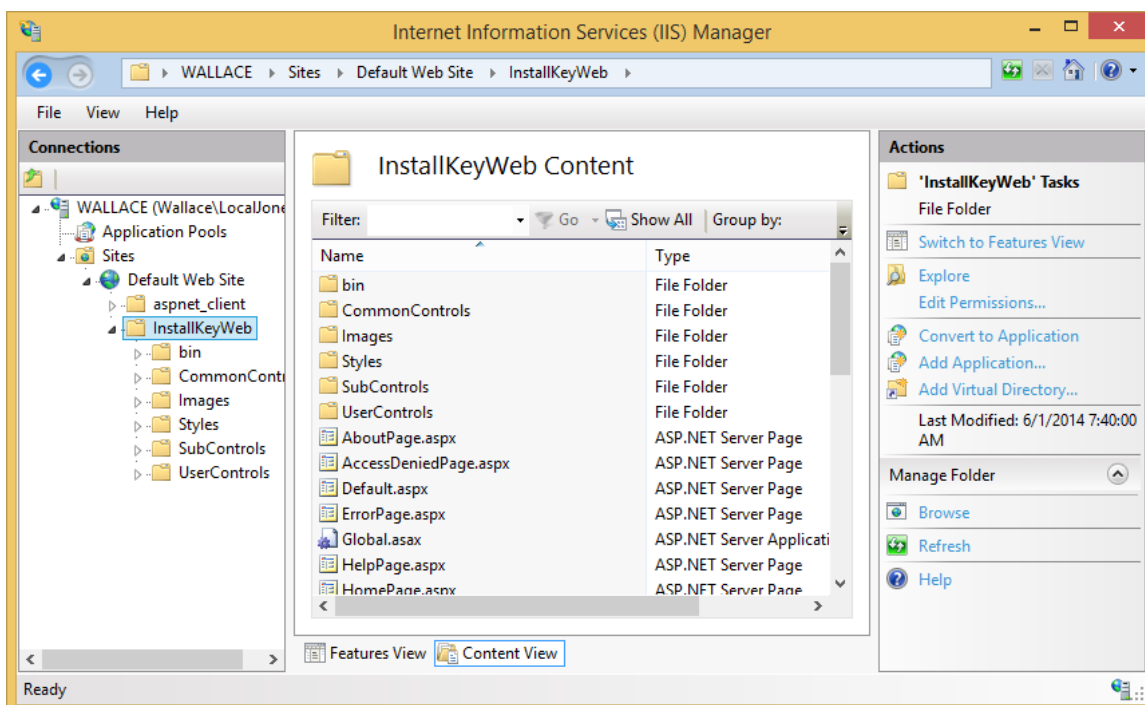 Internet Information Services (IIS) Manager
WALLACE Sites Default Web Site InstallKeyWeb
File View Help
Connections
WALLACE (Wallace\LocalJone
Application Pools
Sites
Default Web Site
aspnet_client
InstallKeyWeb
bin
CommonContr
Images
Styles
SubControls
UserControls
InstallKeyWeb Content
Filter: Go Show All Group by:
Name Type
bin File Folder
CommonControls File Folder
Images File Folder
Styles File Folder
SubControls File Folder
UserControls File Folder
AboutPage.aspx ASP.NET Server Page
AccessDeniedPage.aspx ASP.NET Server Page
Default.aspx ASP.NET Server Page
ErrorPage.aspx ASP.NET Server Page
Global.asax ASP.NET Server Applicati
HelpPage.aspx ASP.NET Server Page
HomePage.aspx ASP.NET Server Page
Features View Content View
Actions
'InstallKeyWeb' Tasks
File Folder
Switch to Features View
Explore
Edit Permissions...
Convert to Application
Add Application...
Add Virtual Directory...
Last Modified: 6/1/2014 7:40:00
AM
Manage Folder
Browse
Refresh
Help
Ready